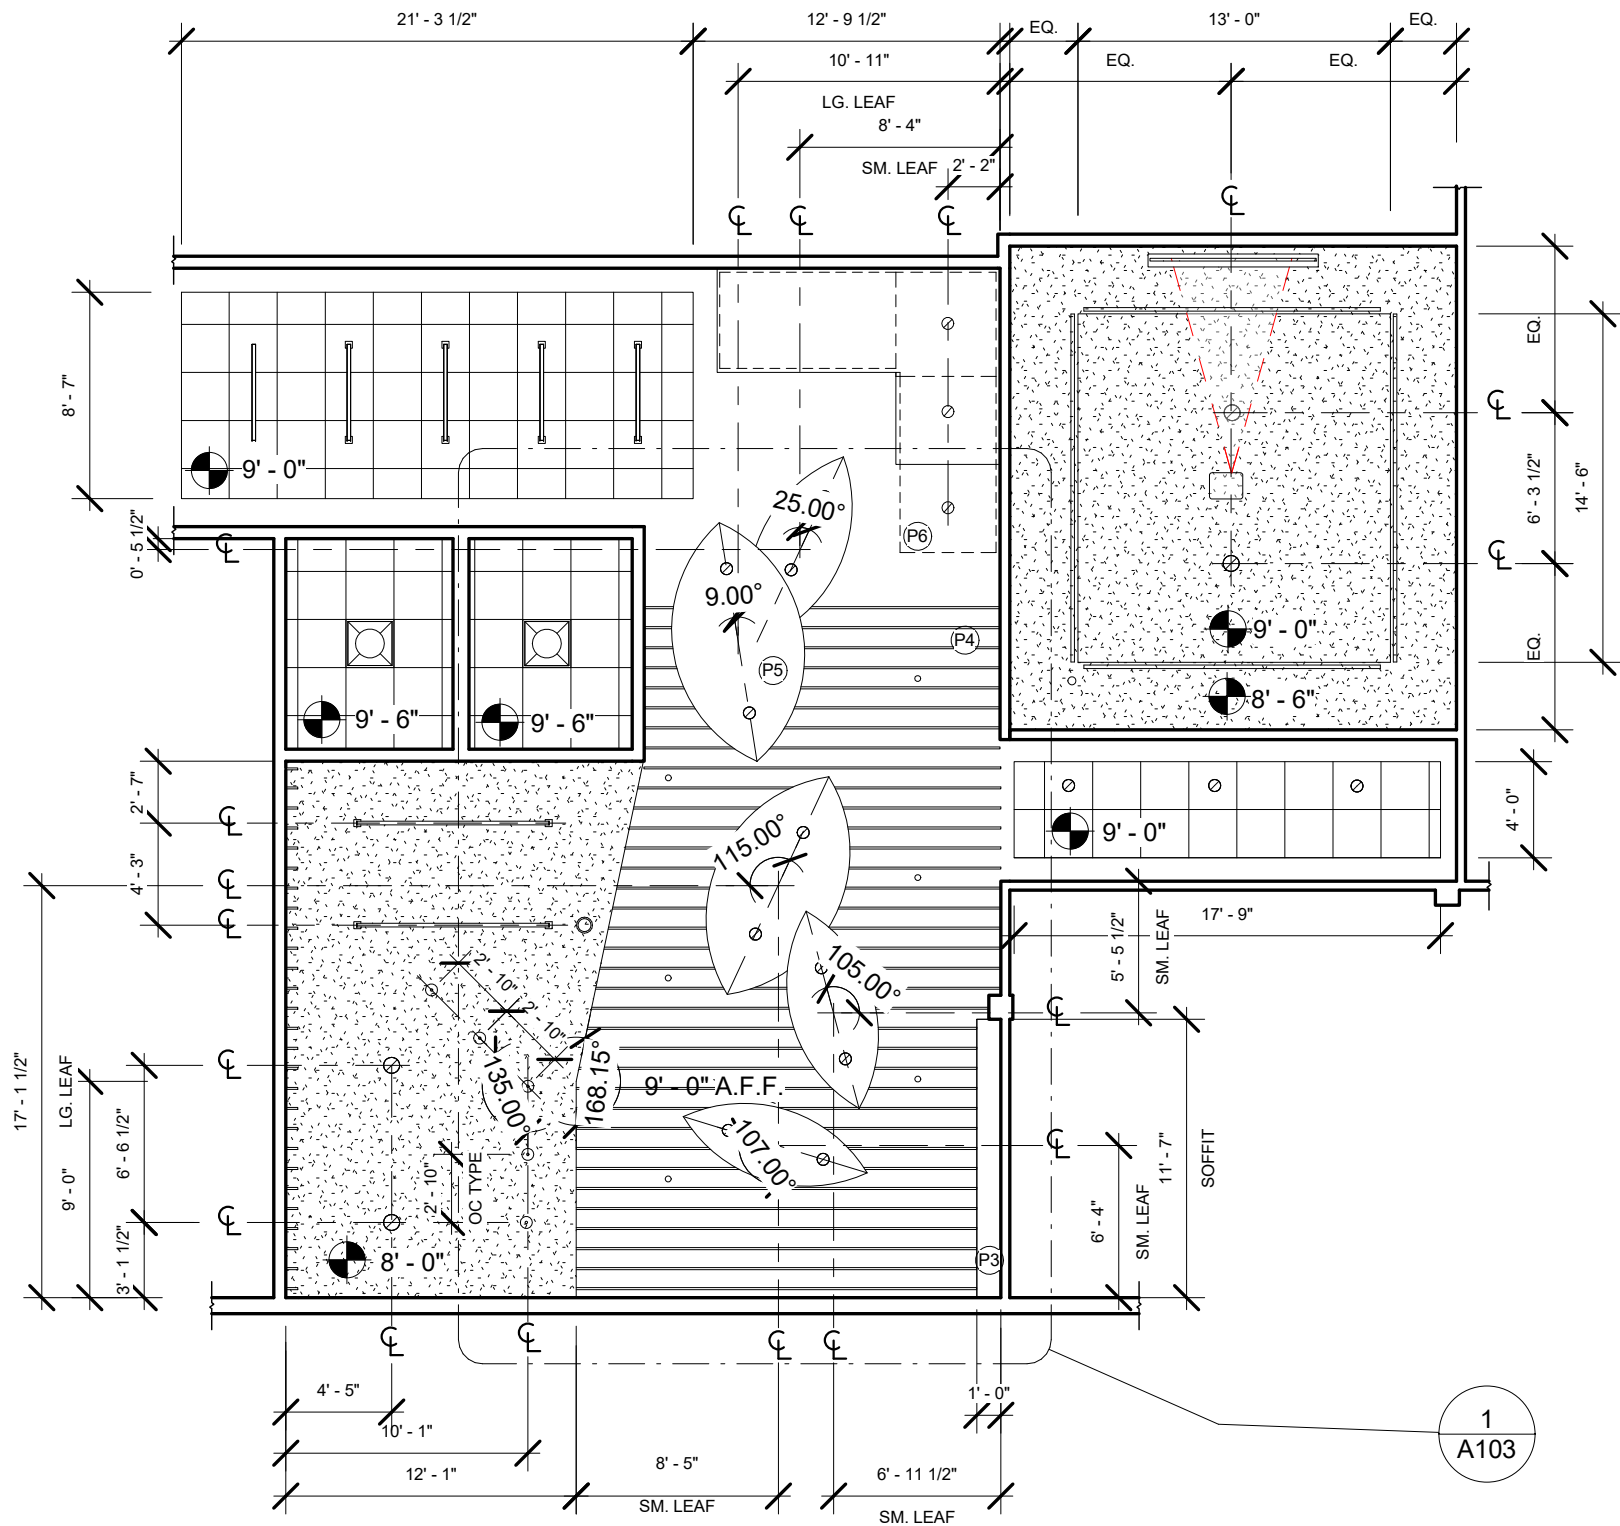 21' - 3 1/2"
12' - 9 1/2"
EQ.
13' - 0"
EQ.
10' - 11"
EQ.
EQ.
LG. LEAF
8' - 4"
SM. LEAF
2' - 2"
8' - 7"
9' - 0"
0' - 5 1/2"
25.00°
P6
9.00°
P4
P5
EQ.
6' - 3 1/2"
14' - 6"
EQ.
9' - 0"
8' - 6"
9' - 6"
9' - 6"
2' - 7"
4' - 3"
115.00°
9' - 0"
4' - 0"
17' - 9"
5' - 5 1/2"
SM. LEAF
105.00°
2' - 10"
2' - 10"
135.00°
168.15°
9' - 0" A.F.F.
107.00°
17' - 1 1/2"
LG. LEAF
9' - 0"
6' - 6 1/2"
3' - 1 1/2"
2' - 10"
OC TYPE
8' - 0"
P3
6' - 4"
SM. LEAF
11' - 7"
SOFFIT
4' - 5"
10' - 1"
12' - 1"
8' - 5"
SM. LEAF
1' - 0"
6' - 11 1/2"
SM. LEAF
1
A103